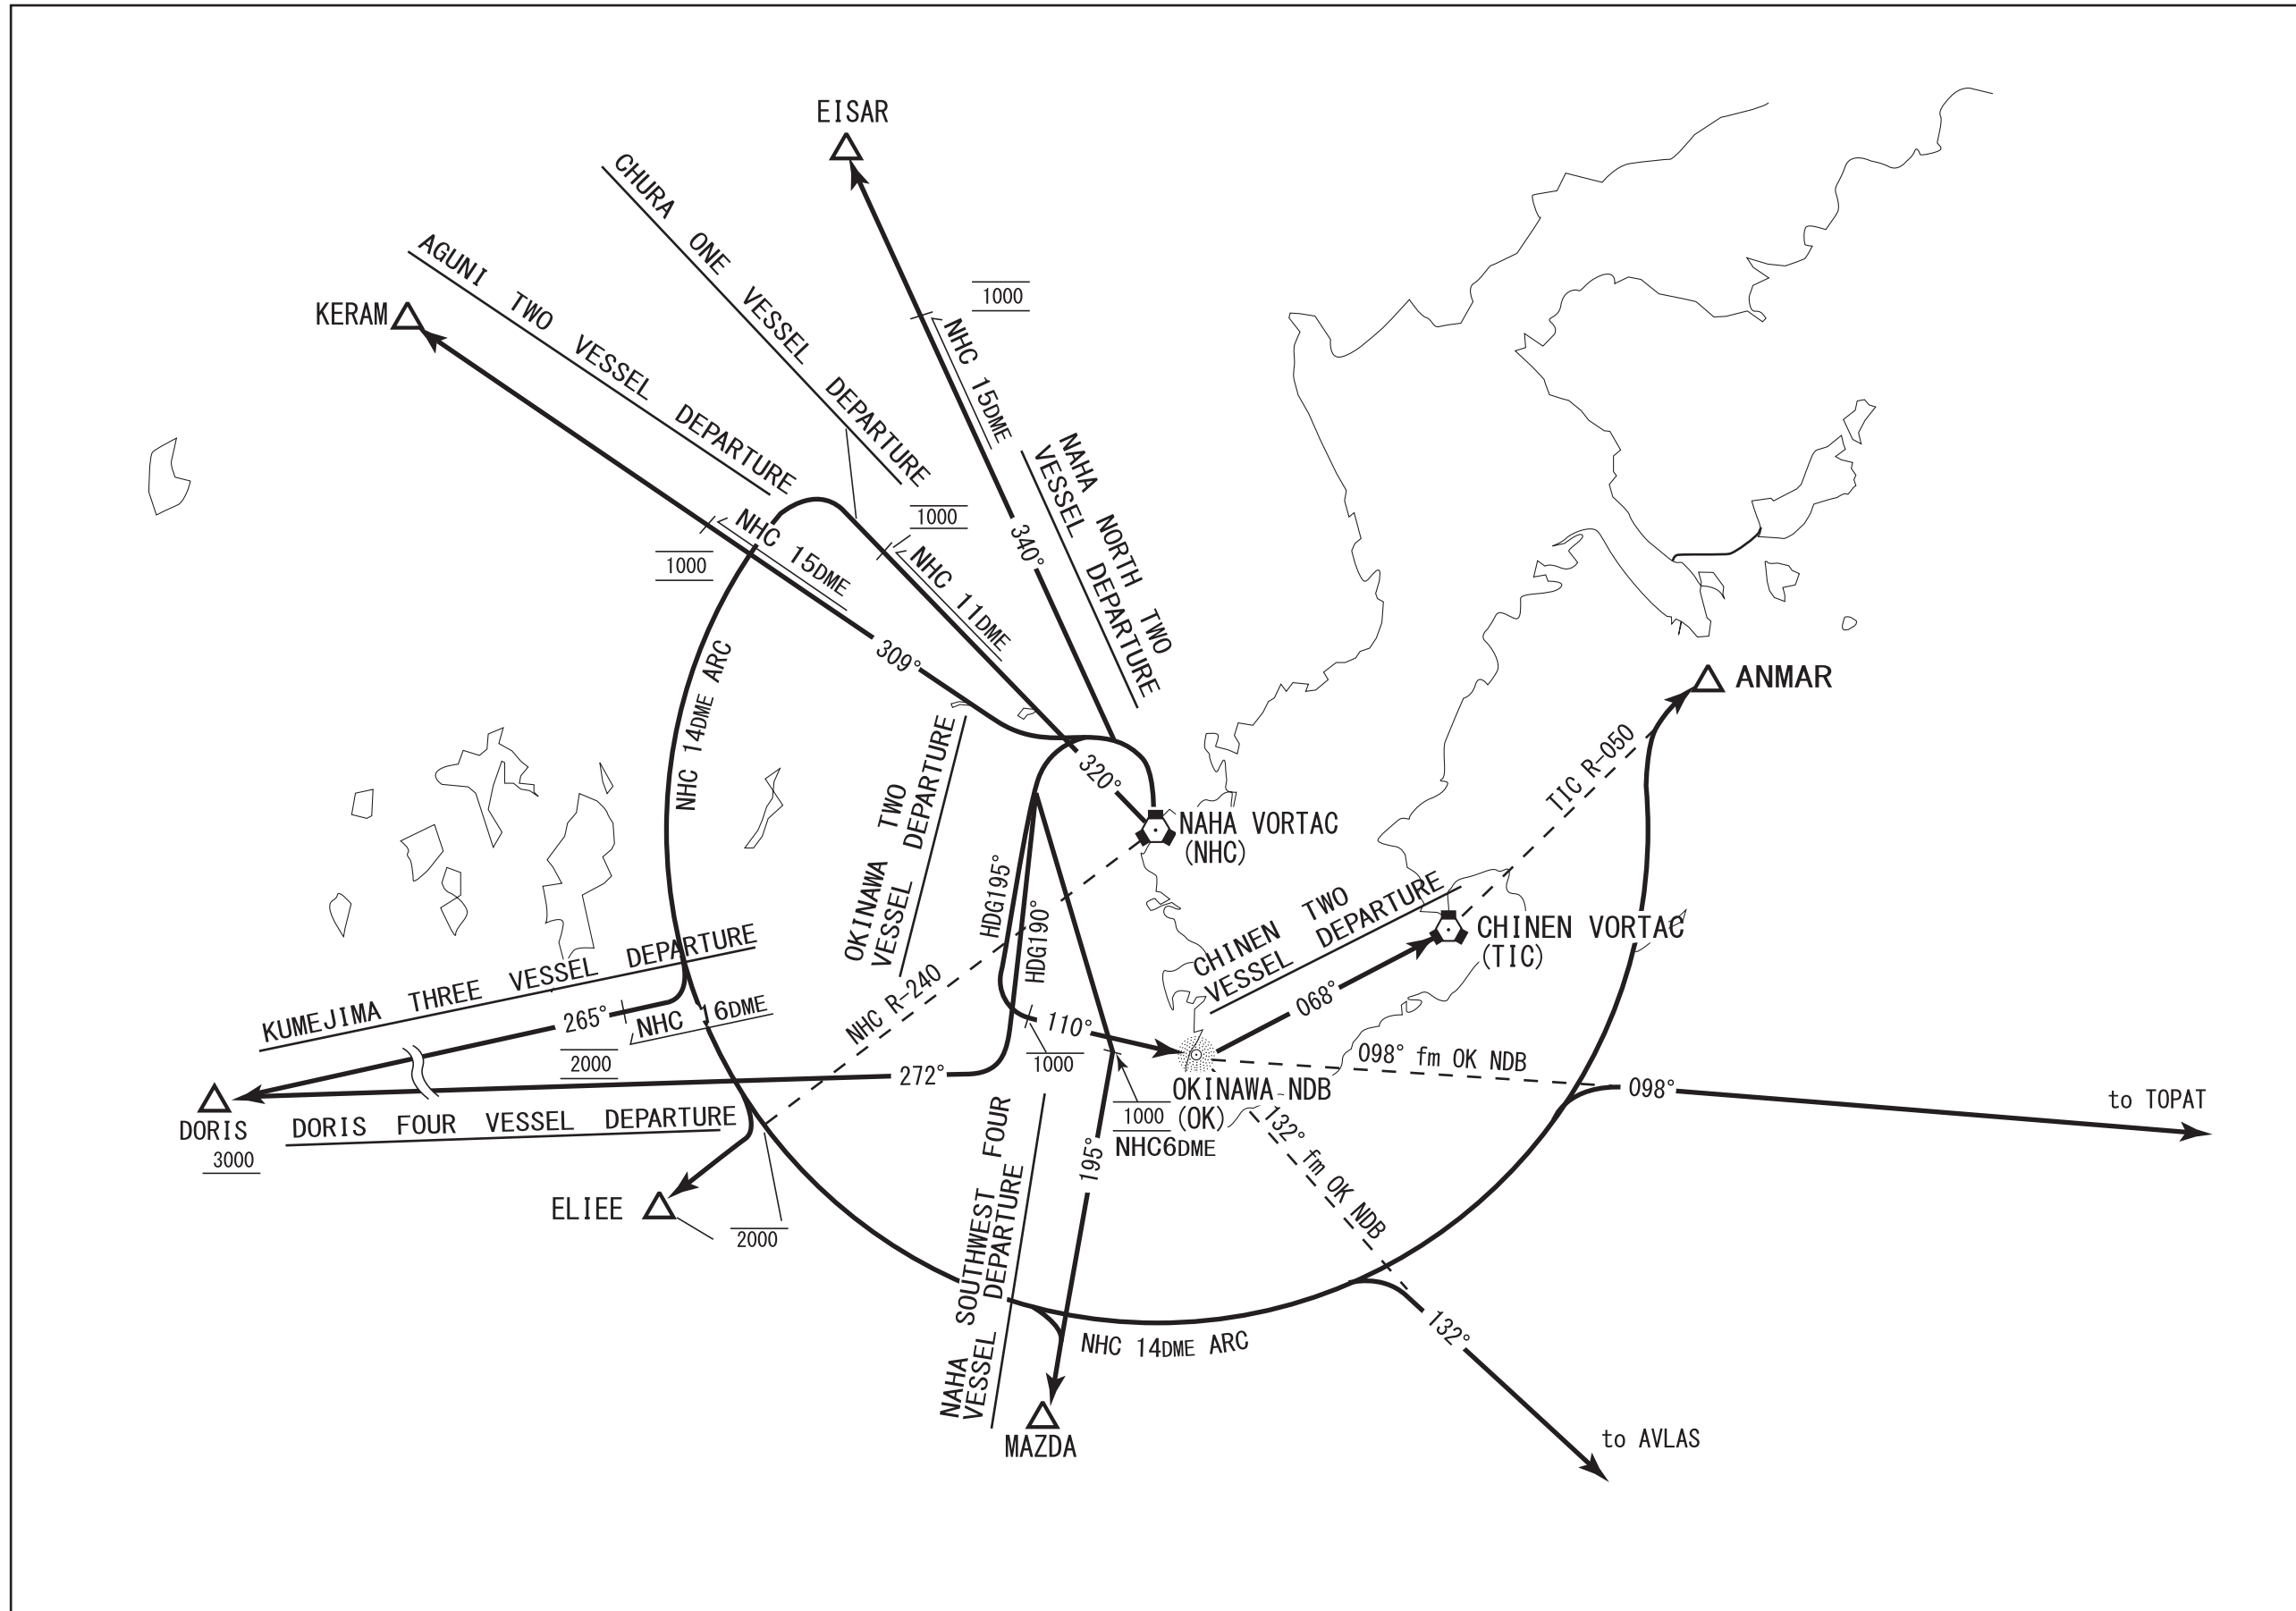 EISAR
CHURA ONE VESSEL DEPARTURE
AGUNI TWO VESSEL DEPARTURE
KERAM
1000
NHC 15DME
NAHA NORTH TWO
VESSEL DEPARTURE
340°
1000
NHC 11DME
NHC 15DME
1000
309°
320°
NHC 14DME ARC
ANMAR
TIC R-050
NAHA VORTAC
(NHC)
OKINAWA TWO
VESSEL DEPARTURE
HDG195°
HDG190°
NHC R-240
CHINEN TWO
VESSEL DEPARTURE
CHINEN VORTAC
(TIC)
068°
KUMEJIMA THREE VESSEL DEPARTURE
265°
NHC 16DME
2000
110°
1000
272°
098° fm OK NDB
098°
to TOPAT
OKINAWA NDB
(OK)
1000
NHC6DME
132° fm OK NDB
DORIS
3000
DORIS FOUR VESSEL DEPARTURE
195°
ELIEE
2000
NAHA SOUTHWEST FOUR
VESSEL DEPARTURE
NHC 14DME ARC
132°
to AVLAS
MAZDA